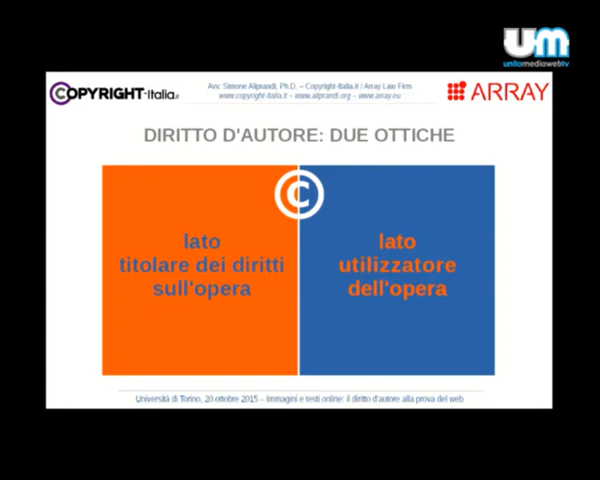 um
unitomediawebtv
COPYRIGHT-Italia.it
Avv. Simone Aliprandi, Ph.D. – Copyright-Italia.it / Array Law Firm
www.copyright-italia.it – www.aliprandi.org – www.array.eu
ARRAY
DIRITTO D'AUTORE: DUE OTTICHE
©
lato
titolare dei diritti
sull'opera
lato
utilizzatore
dell'opera
Università di Torino, 20 ottobre 2015 – Immagini e testi online: il diritto d'autore alla prova del web